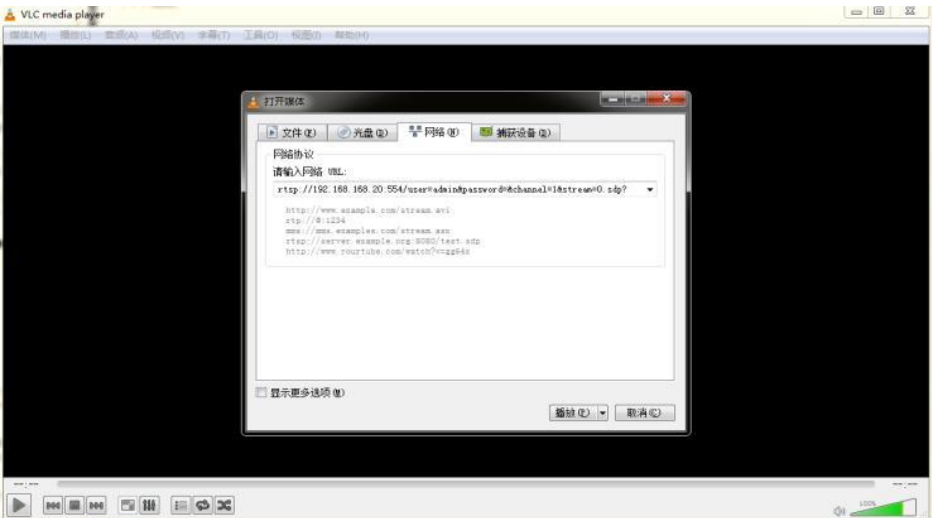 VLC media player
媒体(M) 播放(L) 音频(A) 视频(V) 字幕(T) 工具(O) 视图(I) 帮助(H)
打开媒体
文件(F) 光盘(D) 网络(N) 捕获设备(D)
网络协议
请输入网络 URL:
rtsp://192.168.168.20:554/user=admin&password=&channel=1&stream=0.sdp?
http://www.example.com/stream.avi
rtp://@:1234
mms://mms.examples.com/stream.asx
rtsp://server.example.org:8080/test.sdp
http://www.yourtube.com/watch?v=gg64x
显示更多选项(M)
播放(P) 取消(C)
--:-- --:--
100%